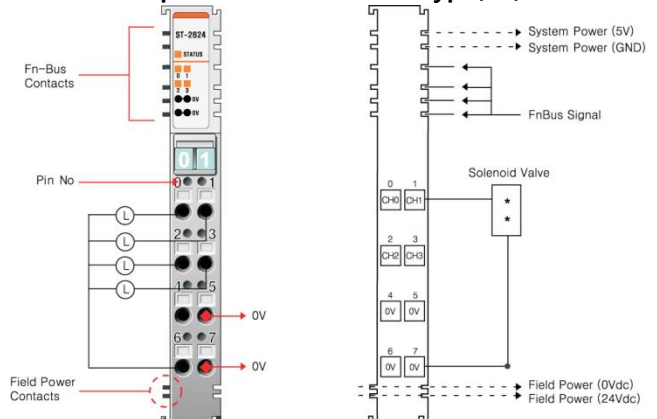 ST-2624
STATUS
0 1
2 3
0V
0V
Fn-Bus
Contacts
01
Pin No
0 1
L
2 3
L
L
4 5
L
0V
6 7
0V
Field Power
Contacts
System Power (5V)
System Power (GND)
FnBus Signal
Solenoid Valve
0 1
CH0 CH1
*
*
2 3
CH2 CH3
4 5
0V 0V
6 7
0V 0V
Field Power (0Vdc)
Field Power (24Vdc)